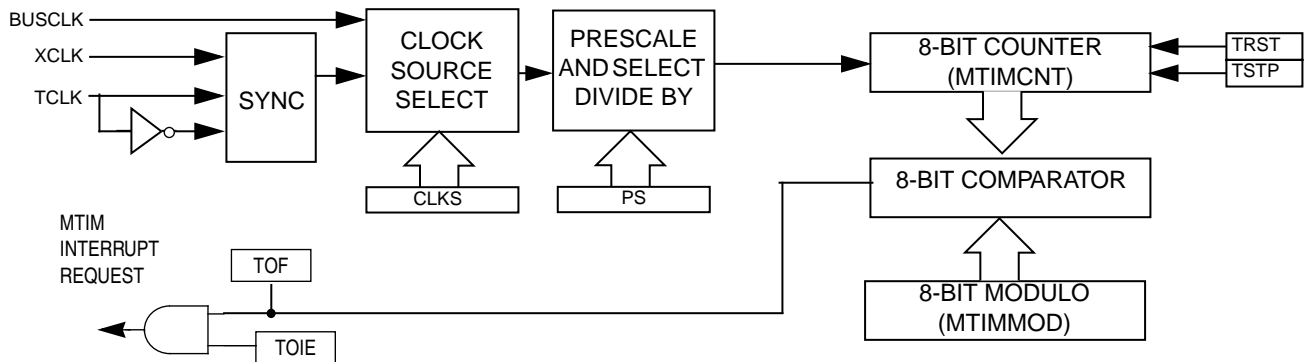 BUSCLK
XCLK
TCLK
SYNC
CLOCK
SOURCE
SELECT
CLKS
PRESCALE
AND SELECT
DIVIDE BY
PS
8-BIT COUNTER
(MTIMCNT)
TRST
TSTP
8-BIT COMPARATOR
8-BIT MODULO
(MTIMMOD)
MTIM
INTERRUPT
REQUEST
TOF
TOIE